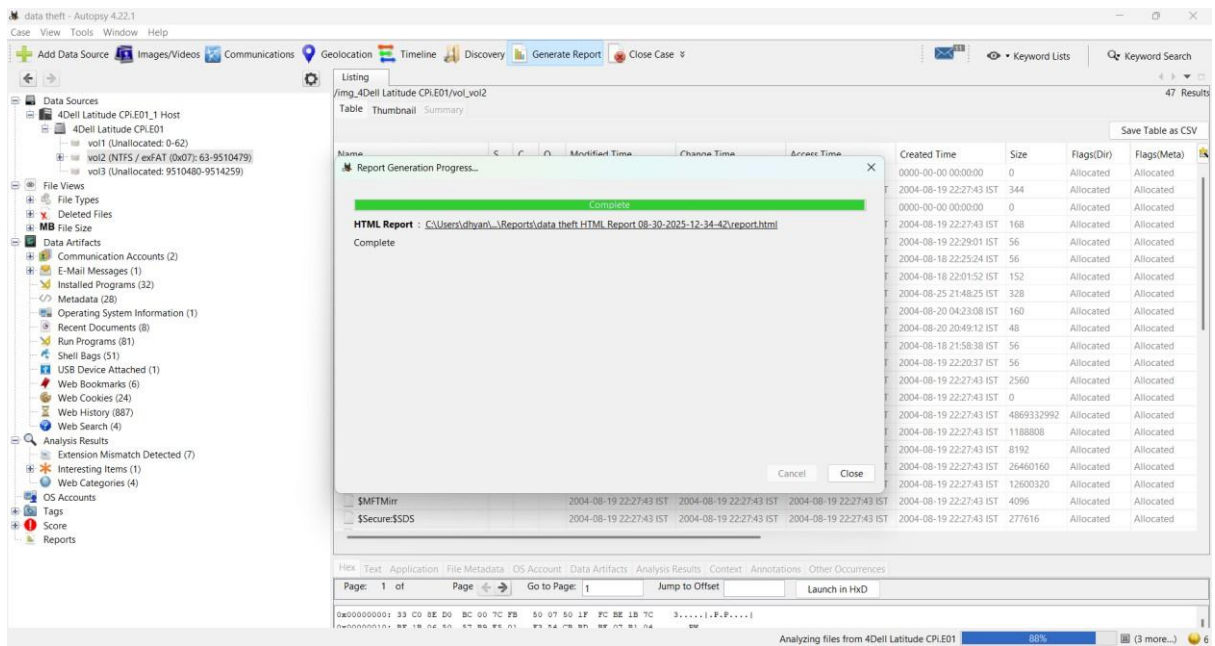 data theft - Autopsy 4.22.1
Case View Tools Window Help
Add Data Source Images/Videos Communications Geolocation Timeline Discovery Generate Report Close Case 11 Keyword Lists Keyword Search
Listing
/img_4Dell Latitude CPi.E01/vol_vol2 47 Results
Table Thumbnail Summary
Save Table as CSV
Data Sources
4Dell Latitude CPi.E01_1 Host
4Dell Latitude CPi.E01
vol1 (Unallocated: 0-62)
vol2 (NTFS / exFAT (0x07): 63-9510479)
vol3 (Unallocated: 9510480-9514259)
File Views
File Types
Deleted Files
MB File Size
Data Artifacts
Communication Accounts (2)
E-Mail Messages (1)
Installed Programs (32)
Metadata (28)
Operating System Information (1)
Recent Documents (8)
Run Programs (81)
Shell Bags (51)
USB Device Attached (1)
Web Bookmarks (6)
Web Cookies (24)
Web History (887)
Web Search (4)
Analysis Results
Extension Mismatch Detected (7)
Interesting Items (1)
Web Categories (4)
OS Accounts
Tags
Score
Reports
Name S C O Modified Time Change Time Access Time Created Time Size Flags(Dir) Flags(Meta)
Report Generation Progress...
Complete
HTML Report : C:\Users\dhyan\...\Reports\data theft HTML Report 08-30-2025-12-34-42\report.html
Complete
Cancel Close
0000-00-00 00:00:00 0 Allocated Allocated
2004-08-19 22:27:43 IST 344 Allocated Allocated
0000-00-00 00:00:00 0 Allocated Allocated
2004-08-19 22:27:43 IST 168 Allocated Allocated
2004-08-19 22:29:01 IST 56 Allocated Allocated
2004-08-18 22:25:24 IST 56 Allocated Allocated
2004-08-18 22:01:52 IST 152 Allocated Allocated
2004-08-25 21:48:25 IST 328 Allocated Allocated
2004-08-20 04:23:08 IST 160 Allocated Allocated
2004-08-20 20:49:12 IST 48 Allocated Allocated
2004-08-18 21:58:38 IST 56 Allocated Allocated
2004-08-19 22:20:37 IST 56 Allocated Allocated
2004-08-19 22:27:43 IST 2560 Allocated Allocated
2004-08-19 22:27:43 IST 0 Allocated Allocated
2004-08-19 22:27:43 IST 4869332992 Allocated Allocated
2004-08-19 22:27:43 IST 1188808 Allocated Allocated
2004-08-19 22:27:43 IST 8192 Allocated Allocated
2004-08-19 22:27:43 IST 26460160 Allocated Allocated
2004-08-19 22:27:43 IST 12600320 Allocated Allocated
$MFTMirr 2004-08-19 22:27:43 IST 2004-08-19 22:27:43 IST 2004-08-19 22:27:43 IST 2004-08-19 22:27:43 IST 4096 Allocated Allocated
$Secure:$SDS 2004-08-19 22:27:43 IST 2004-08-19 22:27:43 IST 2004-08-19 22:27:43 IST 2004-08-19 22:27:43 IST 277616 Allocated Allocated
Hex Text Application File Metadata OS Account Data Artifacts Analysis Results Context Annotations Other Occurrences
Page: 1 of Page Go to Page: 1 Jump to Offset Launch in HxD
0x00000000: 33 C0 8E D0 BC 00 7C FB 50 07 50 1F FC BE 1B 7C 3.....|.P.P....|
Analyzing files from 4Dell Latitude CPi.E01 88% (3 more...) 6